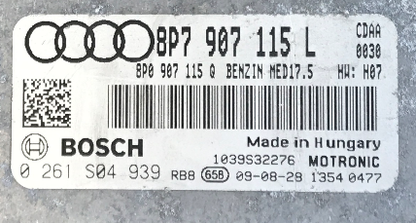 8P7 907 115 L CDAA
0030
8P0 907 115 Q BENZIN MED17.5 HW: H07
BOSCH Made in Hungary
1039S32276 MOTRONIC
0 261 S04 939 RB8 658 09-08-28 1354 0477